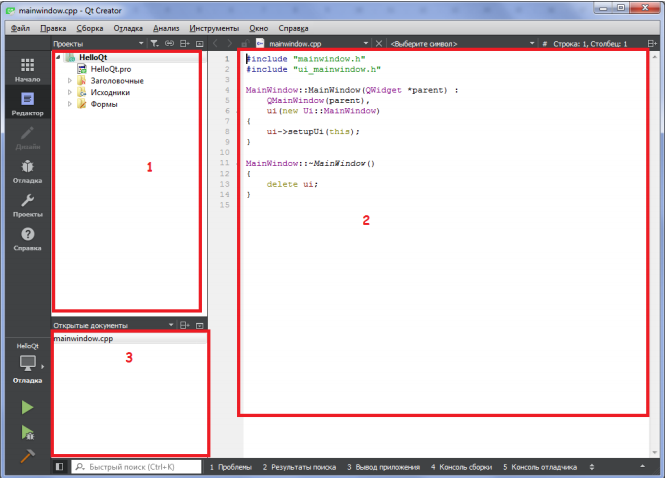 mainwindow.cpp - Qt Creator
Файл Правка Сборка Отладка Анализ Инструменты Окно Справка
Проекты
mainwindow.cpp
<Выберите символ>
# Строка: 1, Столбец: 1
Начало
Редактор
Дизайн
Отладка
Проекты
Справка
HelloQt
HelloQt.pro
Заголовочные
Исходники
Формы
1
1 #include "mainwindow.h"
2 #include "ui_mainwindow.h"
3
4 MainWindow::MainWindow(QWidget *parent) :
5 QMainWindow(parent),
6 ui(new Ui::MainWindow)
7 {
8 ui->setupUi(this);
9 }
10
11 MainWindow::~MainWindow()
12 {
13 delete ui;
14 }
15
2
Открытые документы
mainwindow.cpp
3
HelloQt
Отладка
Быстрый поиск (Ctrl+K)
1 Проблемы 2 Результаты поиска 3 Вывод приложения 4 Консоль сборки 5 Консоль отладчика